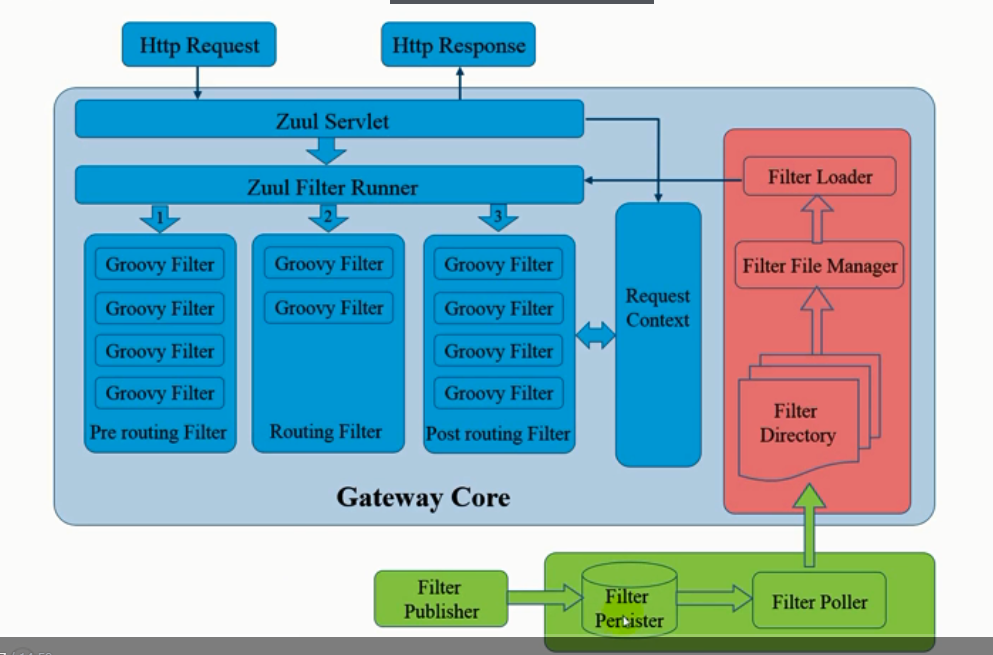 Http Request
Http Response
Zuul Servlet
Zuul Filter Runner
1
2
3
Groovy Filter
Groovy Filter
Groovy Filter
Groovy Filter
Pre routing Filter
Groovy Filter
Groovy Filter
Routing Filter
Groovy Filter
Groovy Filter
Groovy Filter
Groovy Filter
Post routing Filter
Request
Context
Filter Loader
Filter File Manager
Filter
Directory
Gateway Core
Filter
Publisher
Filter
Persister
Filter Poller